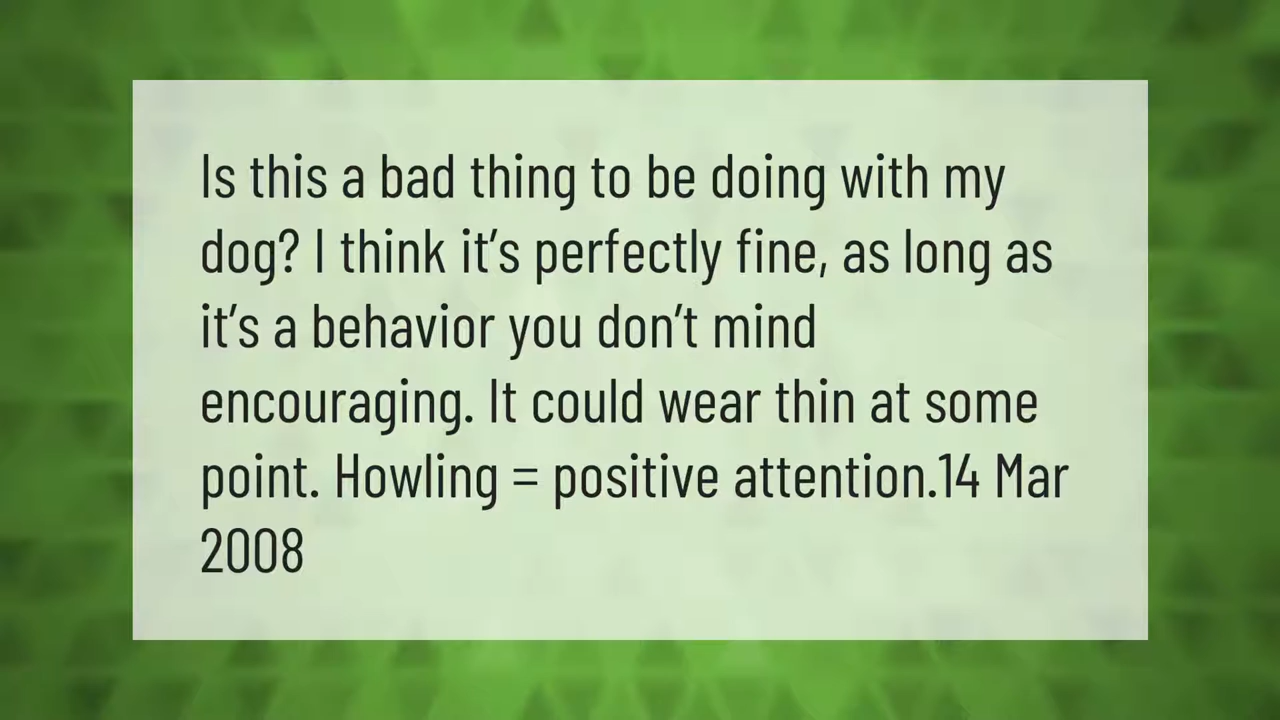 Is this a bad thing to be doing with my
dog? I think it’s perfectly fine, as long as
it’s a behavior you don’t mind
encouraging. It could wear thin at some
point. Howling = positive attention.14 Mar
2008